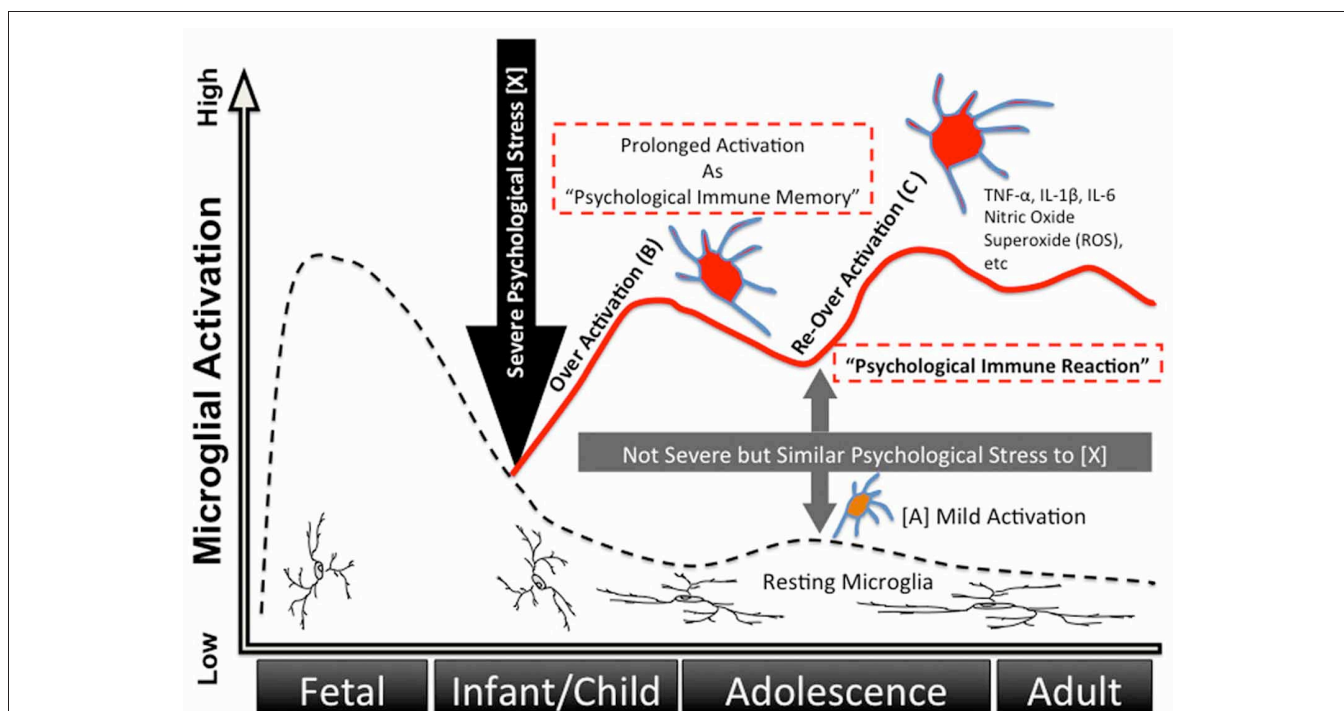 High
Microglial Activation
Low
Severe Psychological Stress [X]
Prolonged Activation
As
“Psychological Immune Memory”
Over Activation (B)
Re-Over Activation (C )
TNF-α, IL-1β, IL-6
Nitric Oxide
Superoxide (ROS),
etc
“Psychological Immune Reaction”
Not Severe but Similar Psychological Stress to [X]
[A] Mild Activation
Resting Microglia
Fetal
Infant/Child
Adolescence
Adult